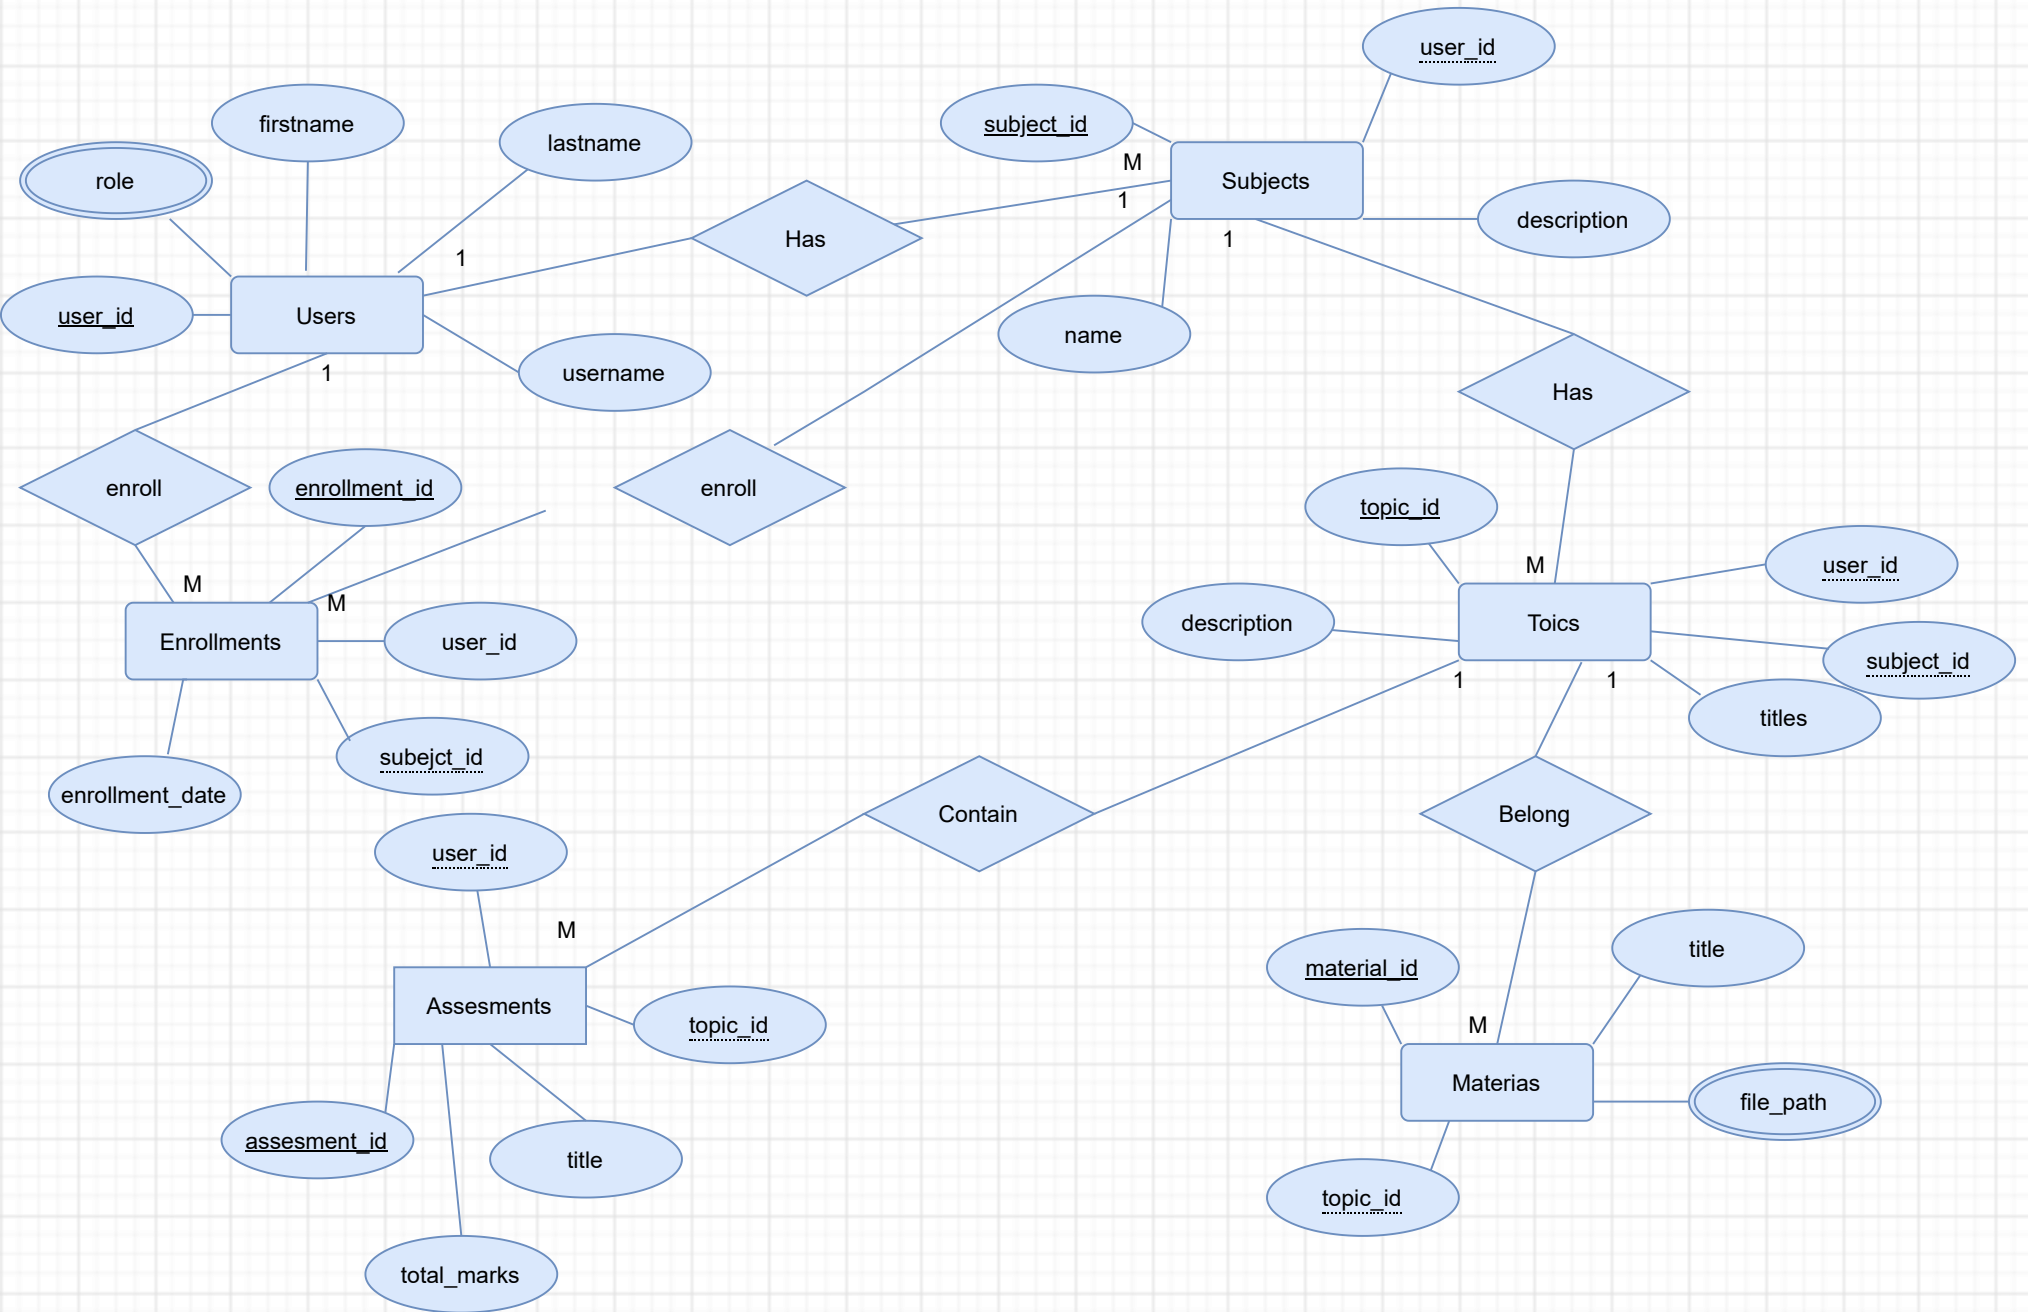 user_id
firstname
subject_id
lastname
M
role
Subjects
1
description
Has
1
1
user_id
Users
name
1
username
Has
enroll
enrollment_id
enroll
topic_id
M
user_id
M
M
description
Toics
Enrollments
user_id
subject_id
1
1
titles
subejct_id
enrollment_date
Contain
Belong
user_id
M
title
material_id
Assesments
topic_id
M
Materias
file_path
assesment_id
title
topic_id
total_marks